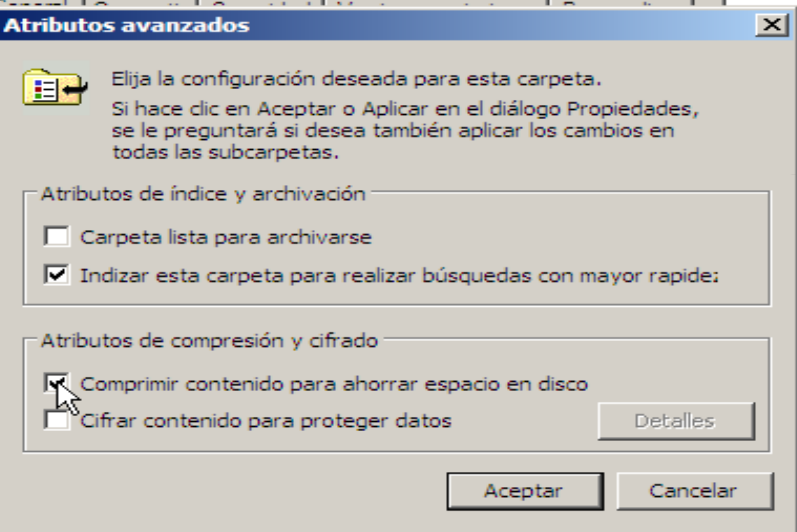 Atributos avanzados
Elija la configuración deseada para esta carpeta.
Si hace clic en Aceptar o Aplicar en el diálogo Propiedades,
se le preguntará si desea también aplicar los cambios en
todas las subcarpetas.
Atributos de índice y archivación
Carpeta lista para archivarse
Indizar esta carpeta para realizar búsquedas con mayor rapidez
Atributos de compresión y cifrado
Comprimir contenido para ahorrar espacio en disco
Cifrar contenido para proteger datos
Detalles
Aceptar
Cancelar